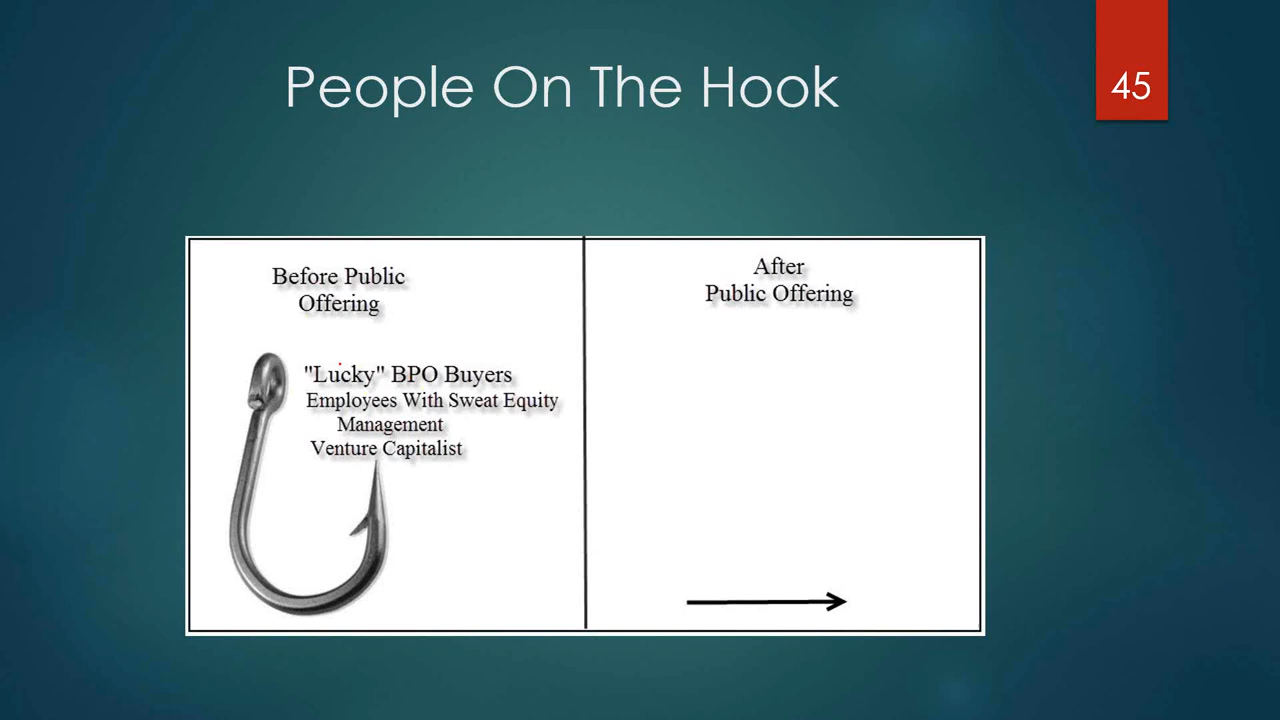 People On The Hook
45
Before Public
Offering
"Lucky" BPO Buyers
Employees With Sweat Equity
Management
Venture Capitalist
After
Public Offering